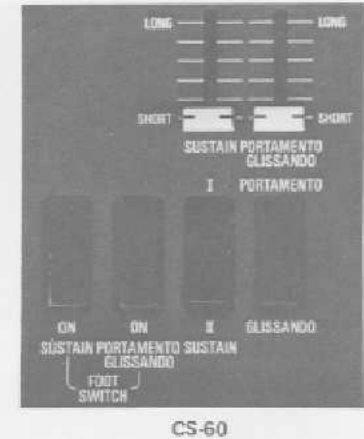 LONG LONG
SHORT SHORT
SUSTAIN PORTAMENTO
GLISSANDO
I PORTAMENTO
ON ON II GLISSANDO
SUSTAIN PORTAMENTO SUSTAIN
GLISSANDO
FOOT
SWITCH
CS-60